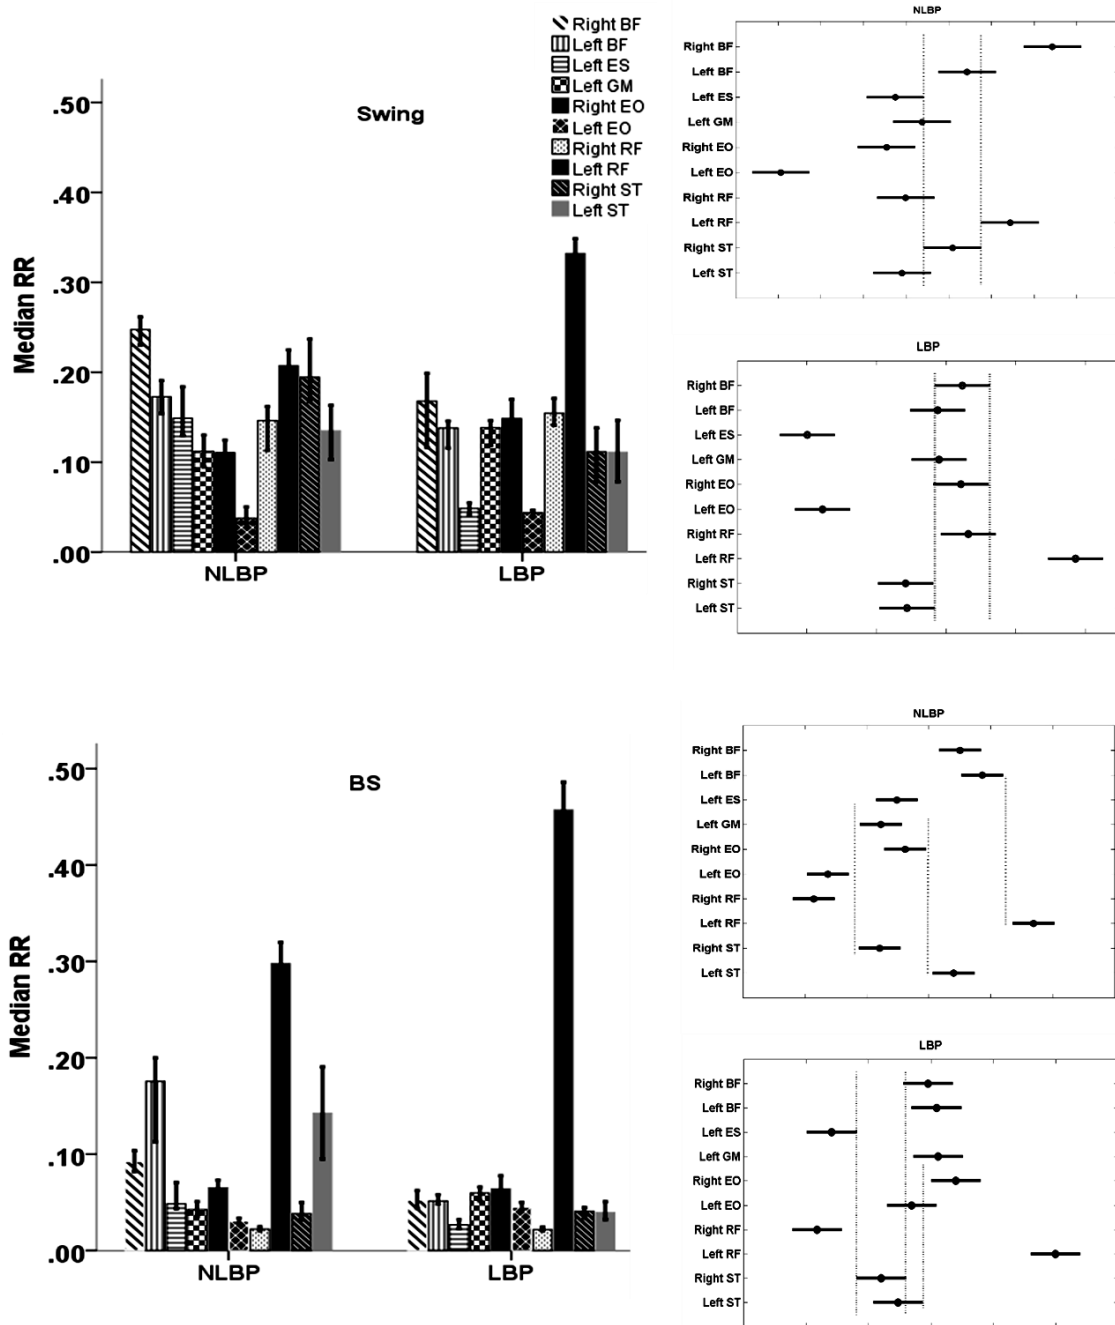 Swing
Right BF
Left BF
Left ES
Left GM
Right EO
Left EO
Right RF
Left RF
Right ST
Left ST
Median RR
.50
.40
.30
.20
.10
.00
NLBP
LBP
NLBP
Right BF
Left BF
Left ES
Left GM
Right EO
Left EO
Right RF
Left RF
Right ST
Left ST
LBP
Right BF
Left BF
Left ES
Left GM
Right EO
Left EO
Right RF
Left RF
Right ST
Left ST
BS
Median RR
.50
.40
.30
.20
.10
.00
NLBP
LBP
NLBP
Right BF
Left BF
Left ES
Left GM
Right EO
Left EO
Right RF
Left RF
Right ST
Left ST
LBP
Right BF
Left BF
Left ES
Left GM
Right EO
Left EO
Right RF
Left RF
Right ST
Left ST